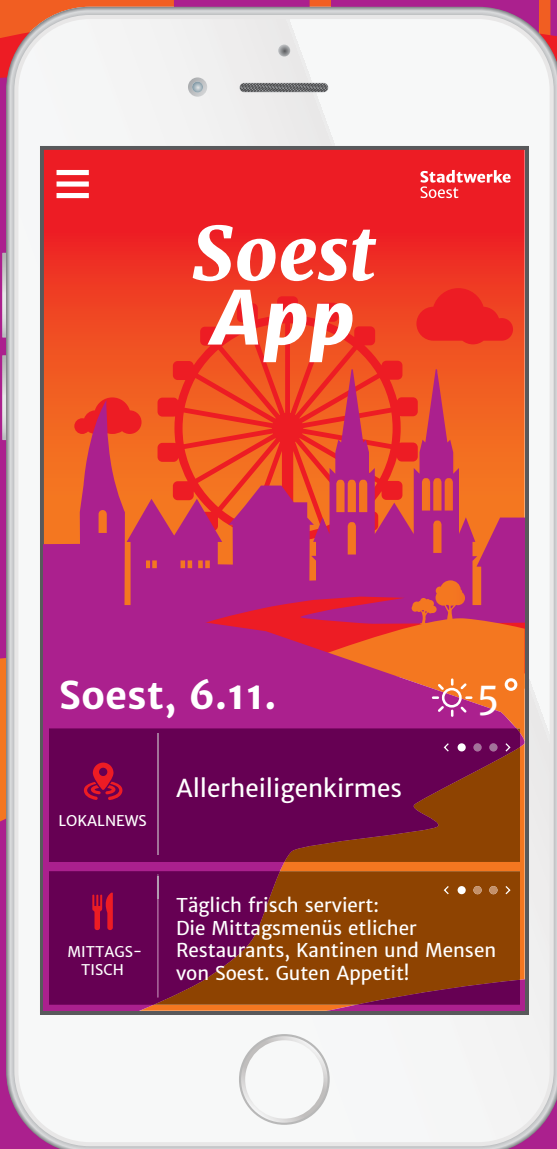 Stadtwerke
Soest
Soest
App
Soest, 6.11.
5°
LOKALNEWS
Allerheiligenkirmes
MITTAGS-
TISCH
Täglich frisch serviert:
Die Mittagsmenüs etlicher
Restaurants, Kantinen und Mensen
von Soest. Guten Appetit!